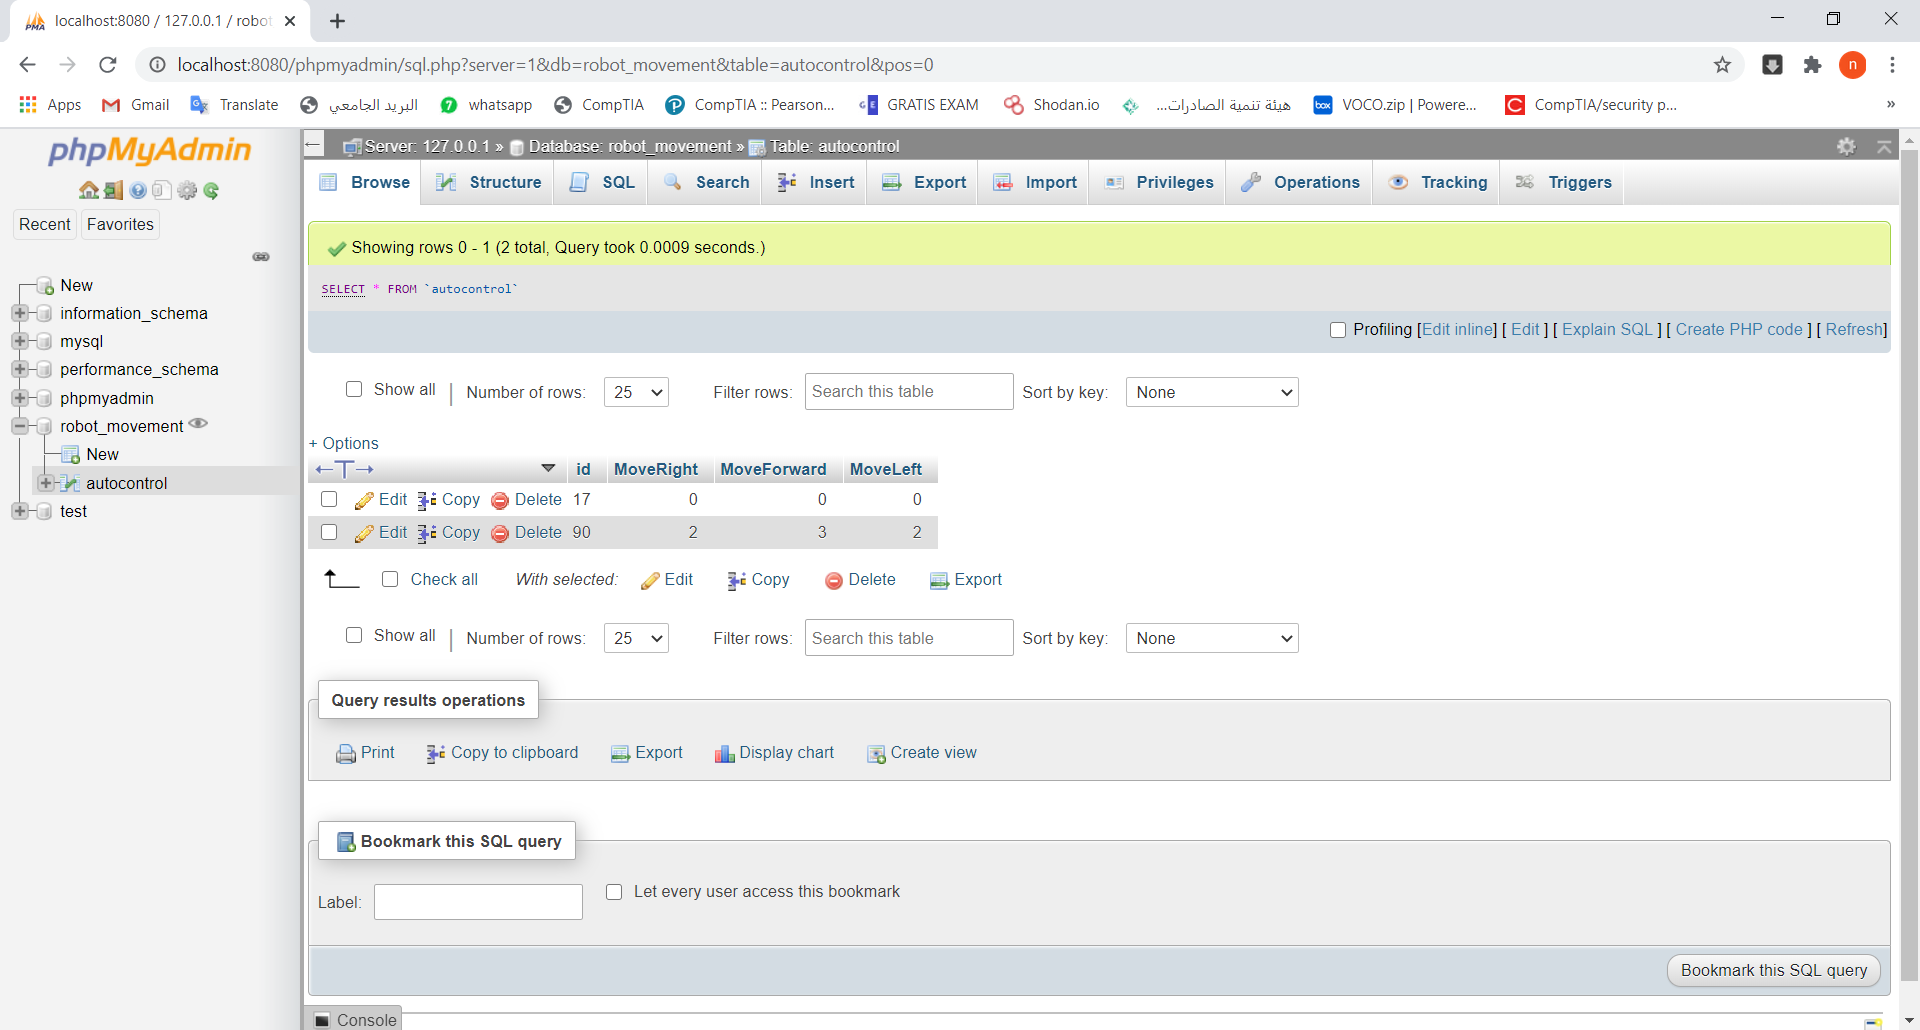 localhost:8080 / 127.0.0.1 / robot
localhost:8080/phpmyadmin/sql.php?server=1&db=robot_movement&table=autocontrol&pos=0
n
Apps Gmail Translate البريد الجامعي whatsapp CompTIA CompTIA :: Pearson... GRATIS EXAM Shodan.io هيئة تنمية الصادرات... VOCO.zip | Powere... CompTIA/security p... »
phpMyAdmin
Recent Favorites
New
information_schema
mysql
performance_schema
phpmyadmin
robot_movement
New
autocontrol
test
Server: 127.0.0.1 » Database: robot_movement » Table: autocontrol
Browse Structure SQL Search Insert Export Import Privileges Operations Tracking Triggers
Showing rows 0 - 1 (2 total, Query took 0.0009 seconds.)
SELECT * FROM `autocontrol`
Profiling [Edit inline] [ Edit ] [ Explain SQL ] [ Create PHP code ] [ Refresh]
Show all | Number of rows: 25 Filter rows: Search this table Sort by key: None
+ Options
←T→ id MoveRight MoveForward MoveLeft
Edit Copy Delete 17 0 0 0
Edit Copy Delete 90 2 3 2
Check all With selected: Edit Copy Delete Export
Show all | Number of rows: 25 Filter rows: Search this table Sort by key: None
Query results operations
Print Copy to clipboard Export Display chart Create view
Bookmark this SQL query
Label: Let every user access this bookmark
Bookmark this SQL query
Console